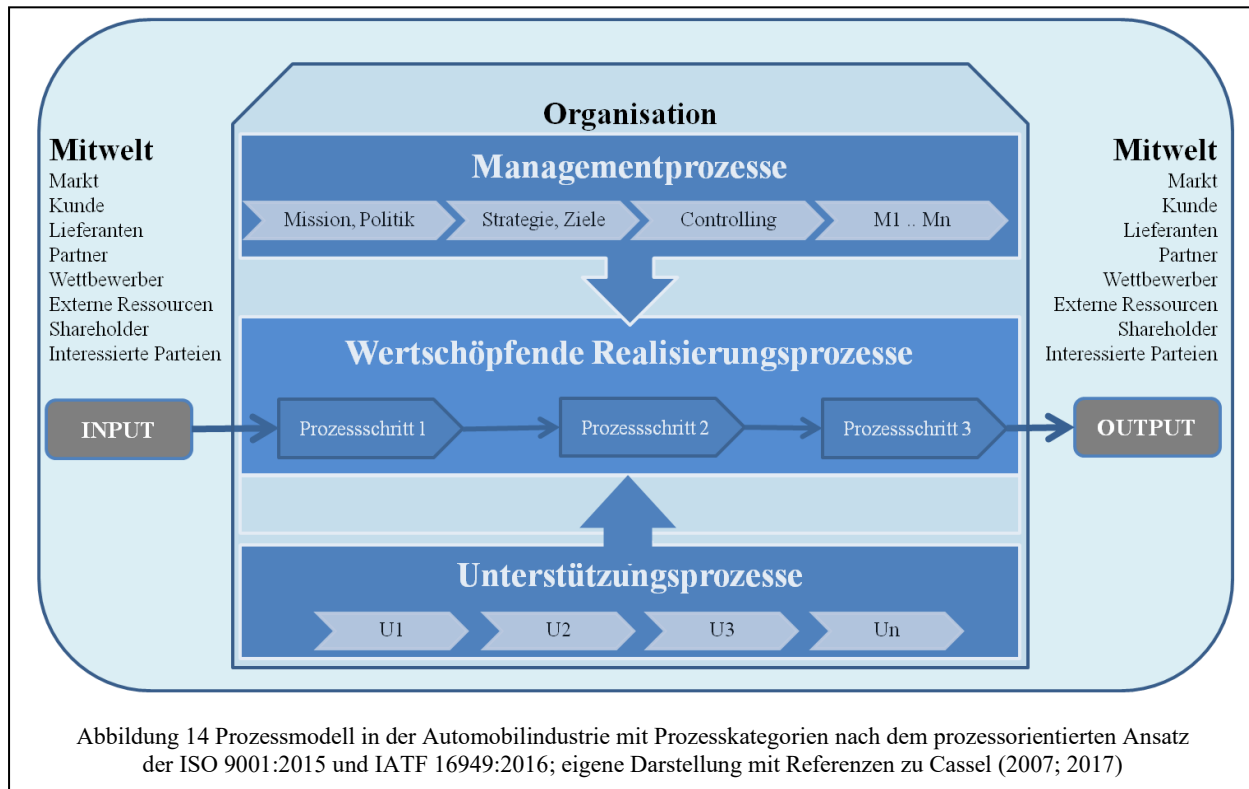 Organisation
Mitwelt
Markt
Kunde
Lieferanten
Partner
Wettbewerber
Externe Ressourcen
Shareholder
Interessierte Parteien
INPUT
Managementprozesse
Mission, Politik
Strategie, Ziele
Controlling
M1 .. Mn
Wertschöpfende Realisierungsprozesse
Prozessschritt 1
Prozessschritt 2
Prozessschritt 3
Unterstützungsprozesse
U1
U2
U3
Un
Mitwelt
Markt
Kunde
Lieferanten
Partner
Wettbewerber
Externe Ressourcen
Shareholder
Interessierte Parteien
OUTPUT
Abbildung 14 Prozessmodell in der Automobilindustrie mit Prozesskategorien nach dem prozessorientierten Ansatz
der ISO 9001:2015 und IATF 16949:2016; eigene Darstellung mit Referenzen zu Cassel (2007; 2017)